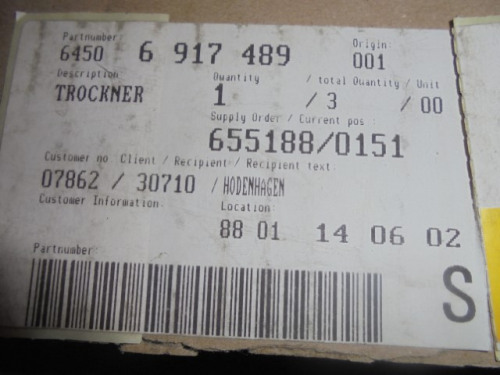 Partnumber: Origin:
6450 6 917 489 001
Description Quantity / total Quantity / Unit
TROCKNER 1 / 3 / 00
Supply Order / Current pos
655188/0151
Customer no. Client / Recipient / Recipient text
07862 / 30710 / HODENHAGEN
Customer Information Location
88 01 14 06 02
Partnumber:
S